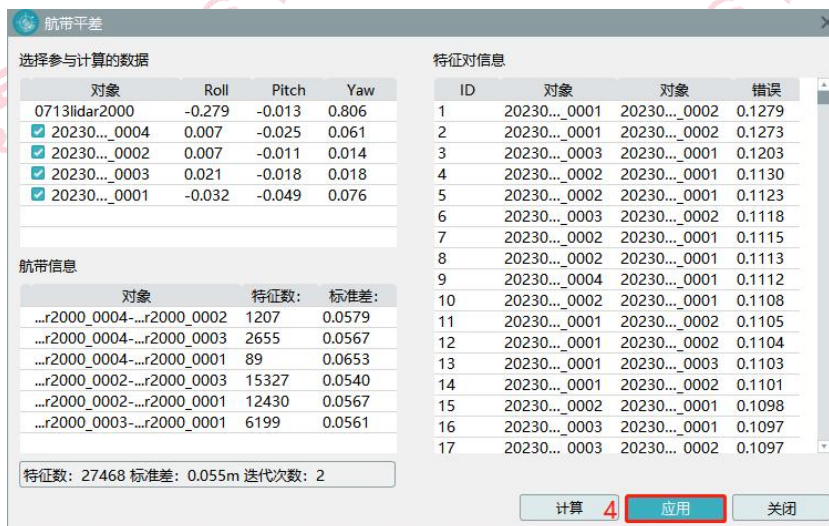 航带平差
选择参与计算的数据
对象 Roll Pitch Yaw
0713lidar2000 -0.279 -0.013 0.806
20230..._0004 0.007 -0.025 0.061
20230..._0002 0.007 -0.011 0.014
20230..._0003 0.021 -0.018 0.018
20230..._0001 -0.032 -0.049 0.076
航带信息
对象 特征数: 标准差:
...r2000_0004-...r2000_0002 1207 0.0579
...r2000_0004-...r2000_0003 2655 0.0567
...r2000_0004-...r2000_0001 89 0.0653
...r2000_0002-...r2000_0003 15327 0.0540
...r2000_0002-...r2000_0001 12430 0.0567
...r2000_0003-...r2000_0001 6199 0.0561
特征数: 27468 标准差: 0.055m 迭代次数: 2
特征对信息
ID 对象 对象 错误
1 20230..._0001 20230..._0002 0.1279
2 20230..._0001 20230..._0002 0.1273
3 20230..._0003 20230..._0001 0.1203
4 20230..._0002 20230..._0001 0.1130
5 20230..._0002 20230..._0001 0.1123
6 20230..._0003 20230..._0002 0.1118
7 20230..._0002 20230..._0001 0.1115
8 20230..._0002 20230..._0001 0.1113
9 20230..._0004 20230..._0001 0.1112
10 20230..._0002 20230..._0001 0.1108
11 20230..._0001 20230..._0002 0.1105
12 20230..._0001 20230..._0002 0.1104
13 20230..._0001 20230..._0003 0.1103
14 20230..._0001 20230..._0002 0.1101
15 20230..._0002 20230..._0001 0.1098
16 20230..._0003 20230..._0001 0.1097
17 20230..._0003 20230..._0002 0.1097
计算 4 应用 关闭